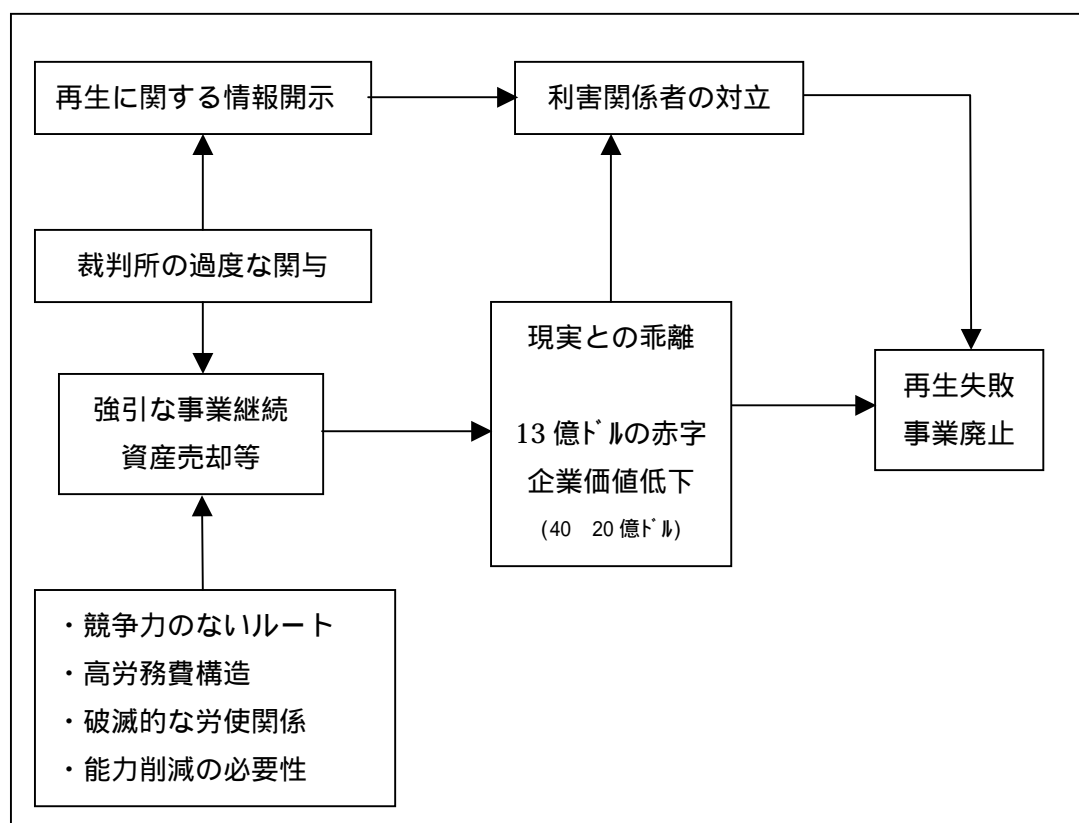 再生に関する情報開示
利害関係者の対立
裁判所の過度な関与
強引な事業継続
資産売却等
現実との乖離
13 億ﾄﾞﾙの赤字
企業価値低下
(40　20 億ﾄﾞﾙ)
再生失敗
事業廃止
・競争力のないルート
・高労務費構造
・破滅的な労使関係
・能力削減の必要性